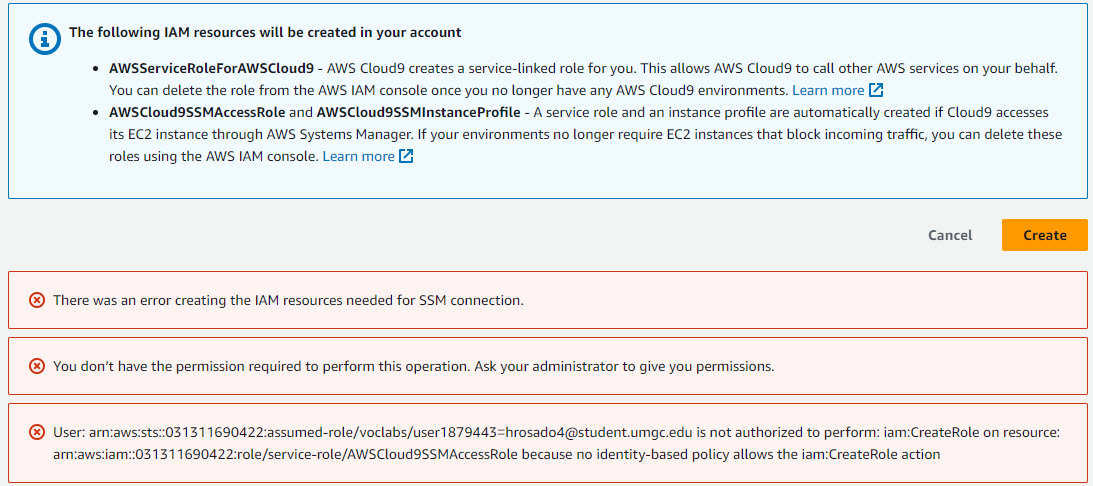 The following IAM resources will be created in your account
• AWSServiceRoleForAWSCloud9 - AWS Cloud9 creates a service-linked role for you. This allows AWS Cloud9 to call other AWS services on your behalf.
You can delete the role from the AWS IAM console once you no longer have any AWS Cloud9 environments. Learn more
• AWSCloud9SSMAccessRole and AWSCloud9SSMInstanceProfile - A service role and an instance profile are automatically created if Cloud9 accesses
its EC2 instance through AWS Systems Manager. If your environments no longer require EC2 instances that block incoming traffic, you can delete these
roles using the AWS IAM console. Learn more
Cancel
Create
There was an error creating the IAM resources needed for SSM connection.
You don’t have the permission required to perform this operation. Ask your administrator to give you permissions.
User: arn:aws:sts::031311690422:assumed-role/voclabs/user1879443=hrosado4@student.umgc.edu is not authorized to perform: iam:CreateRole on resource:
arn:aws:iam::031311690422:role/service-role/AWSCloud9SSMAccessRole because no identity-based policy allows the iam:CreateRole action